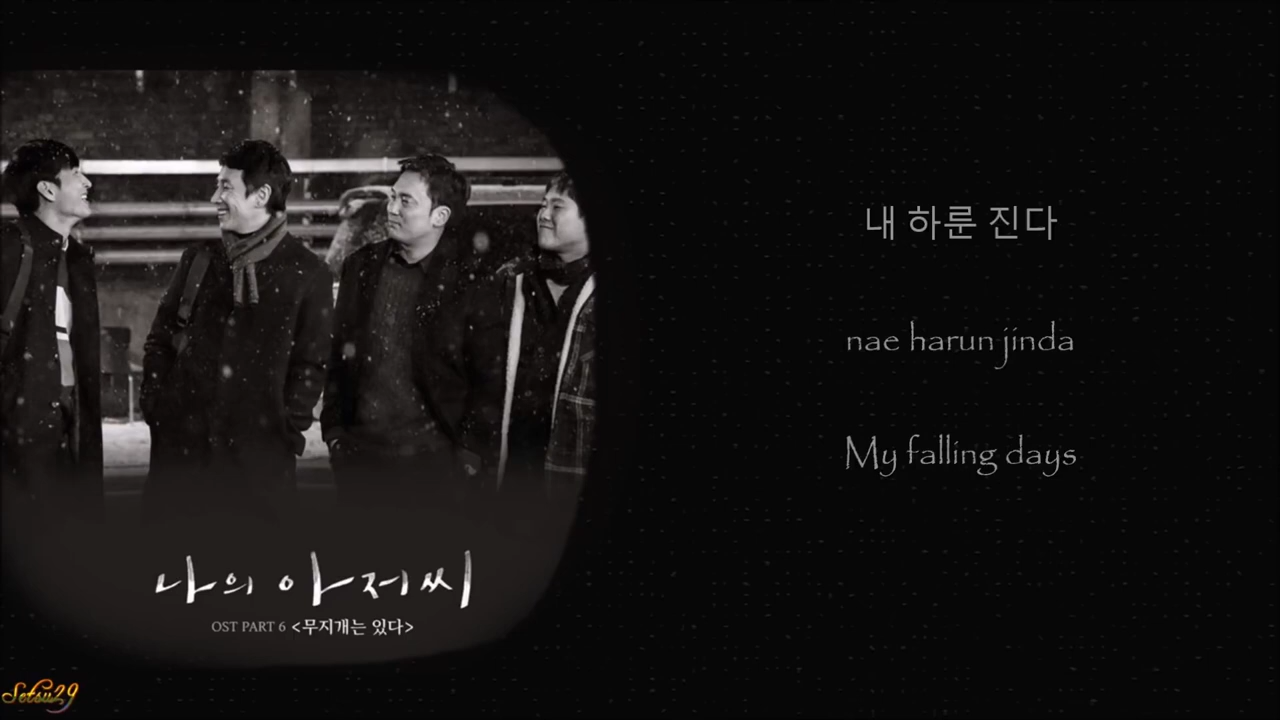 내 하룬 진다
nae harun jinda
My falling days
나의 아저씨
OST PART 6 <무지개는 있다>
Setsu29